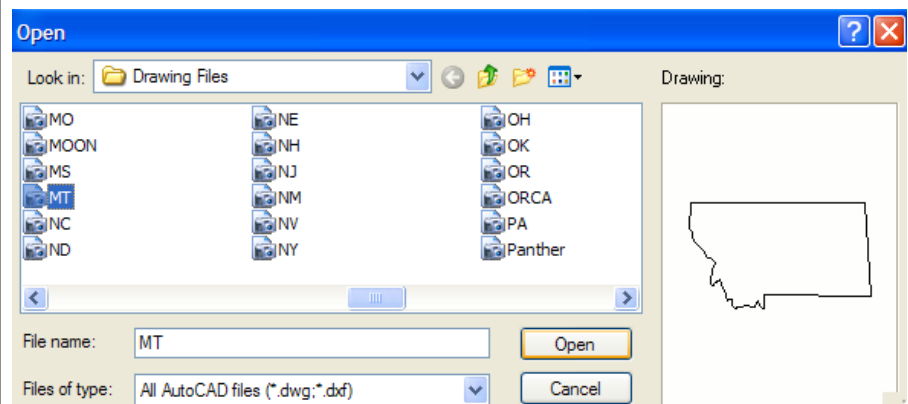 Open
Look in: Drawing Files
Drawing:
MO NE OH
MOON NH OK
MS NJ OR
MT NM ORCA
NC NV PA
ND NY Panther
File name: MT Open
Files of type: All AutoCAD files (*.dwg;*.dxf) Cancel